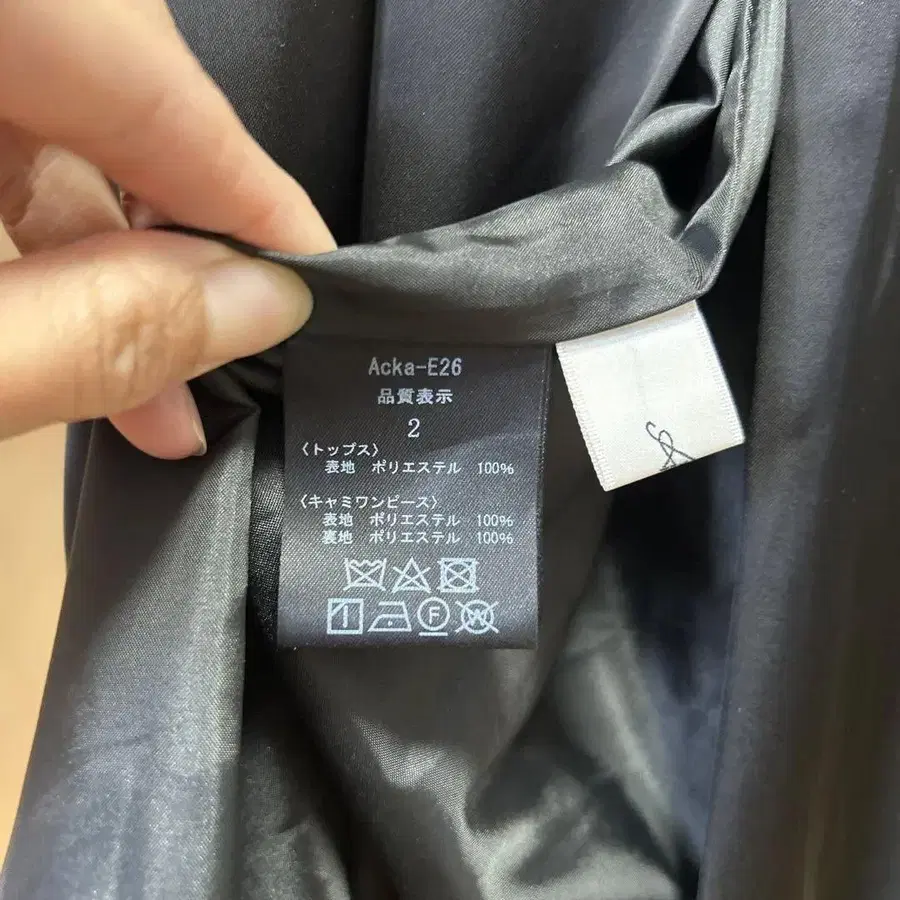 Acka-E26
品質表示
2
〈トップス〉
表地 ポリエステル 100%
〈キャミワンピース〉
表地 ポリエステル 100%
裏地 ポリエステル 100%
F W